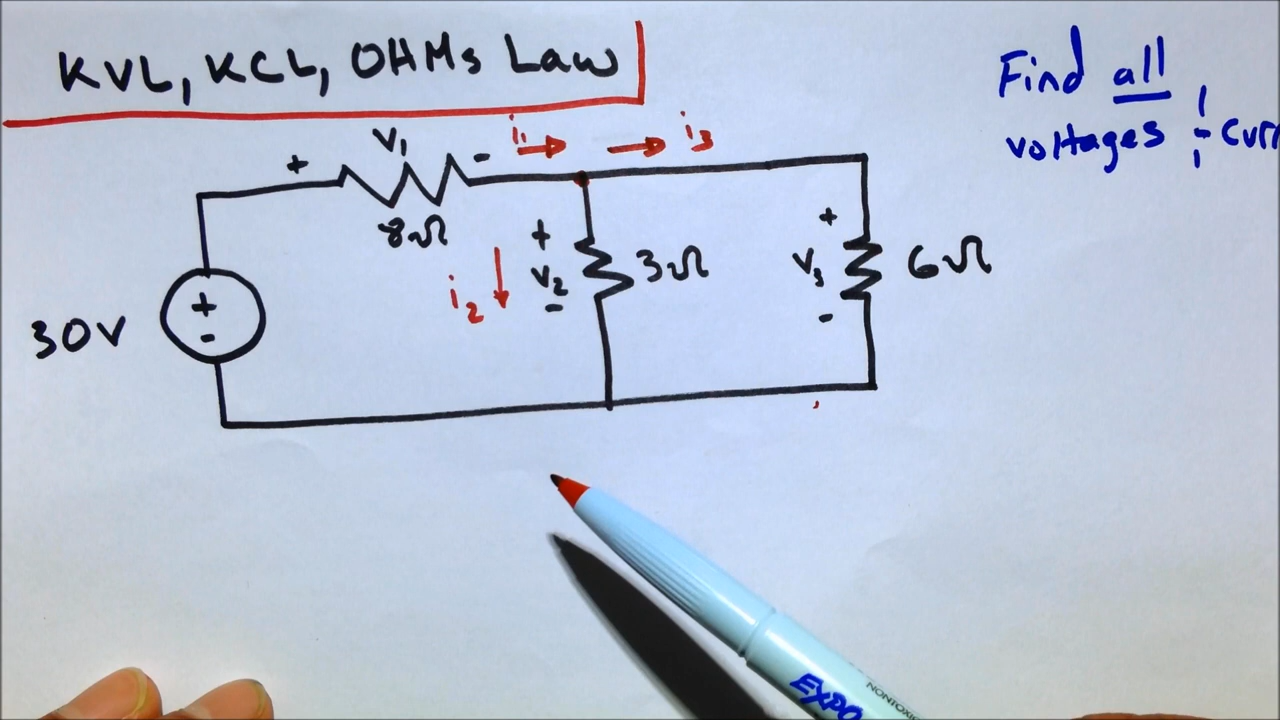 KVL, KCL, OHMs Law
Find all
voltages & curr
i₁ i₃
+ V₁ -
8Ω
+
V₂
-
3Ω
i₂
+
V₃
-
6Ω
30V
+
-
EXPO
NONTOXIC